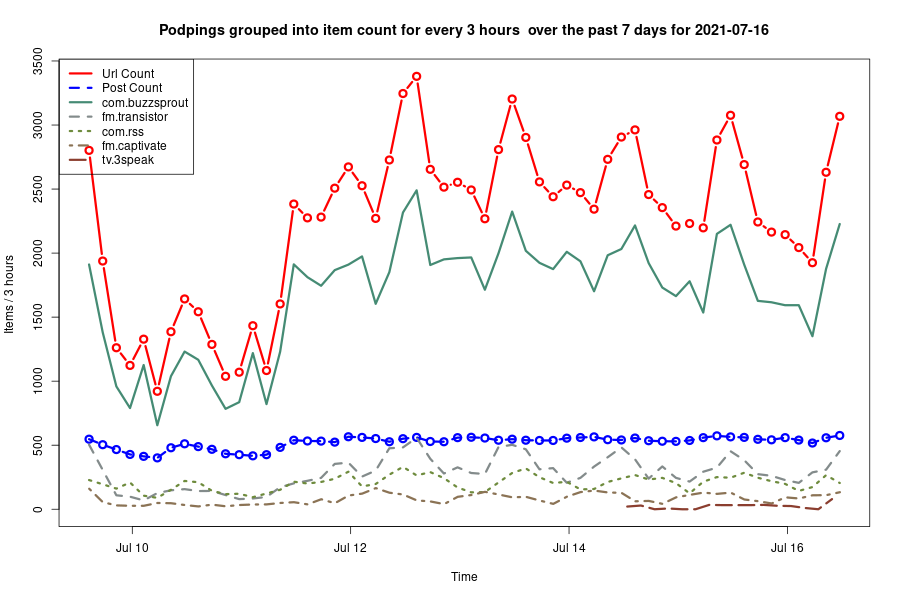 Podpings grouped into item count for every 3 hours  over the past 7 days for 2021-07-16
Items / 3 hours
3500
3000
2500
2000
1500
1000
500
0
Url Count
Post Count
com.buzzsprout
fm.transistor
com.rss
fm.captivate
tv.3speak
Jul 10
Jul 12
Jul 14
Jul 16
Time